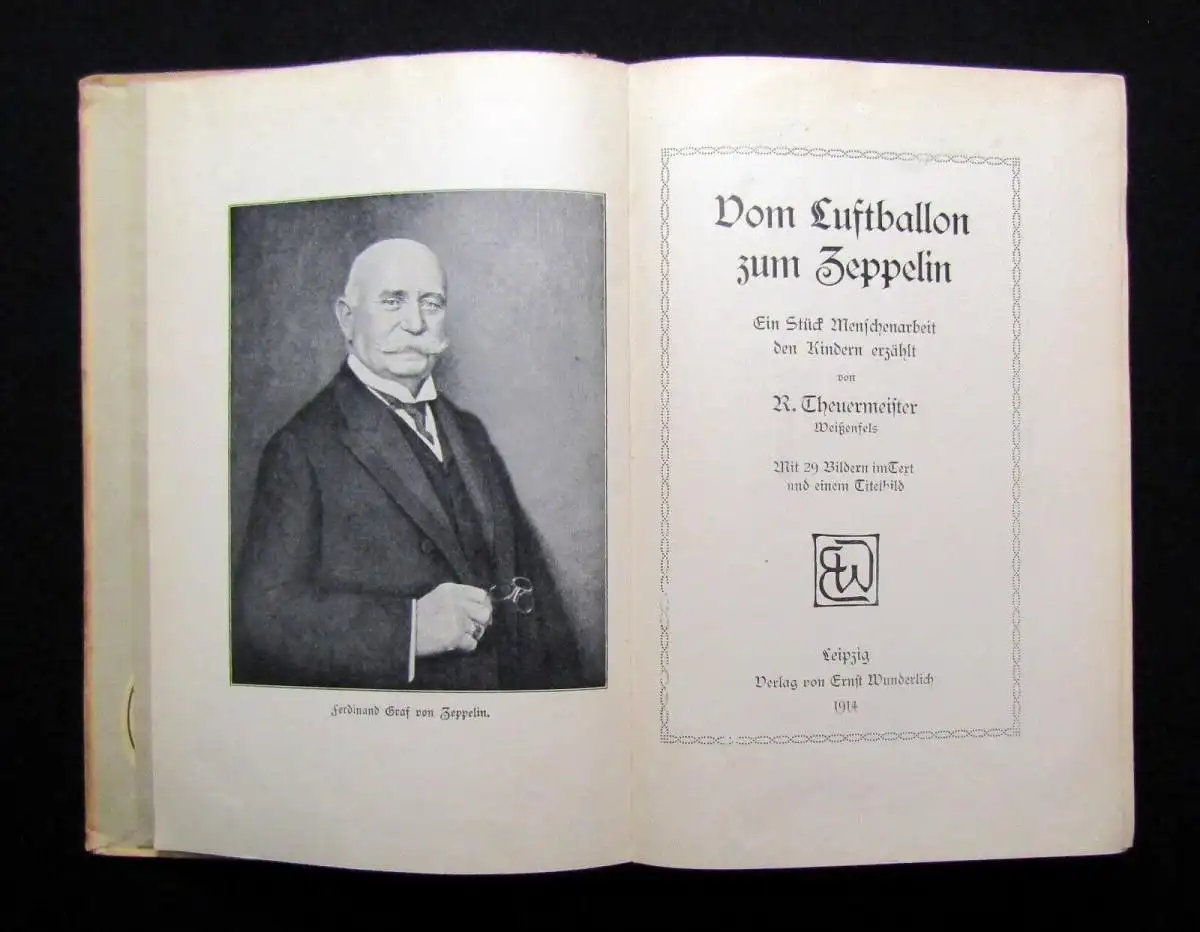 Ferdinand Graf von Zeppelin.
Vom Luftballon
zum Zeppelin
Ein Stück Menschenarbeit
den Kindern erzählt
von
R. Theuermeister
Weißenfels
Mit 29 Bildern im Text
und einem Titelbild
EW
Leipzig
Verlag von Ernst Wunderlich
1914